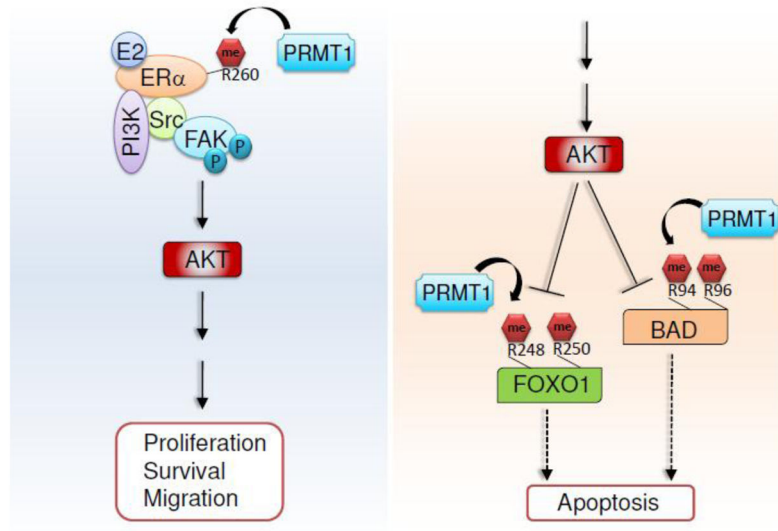 E2
me
PRMT1
R260
ERα
Src
PI3K
FAK
P
P
AKT
Proliferation
Survival
Migration
AKT
PRMT1
me
me
R94
R96
PRMT1
BAD
me
me
R248
R250
FOXO1
Apoptosis